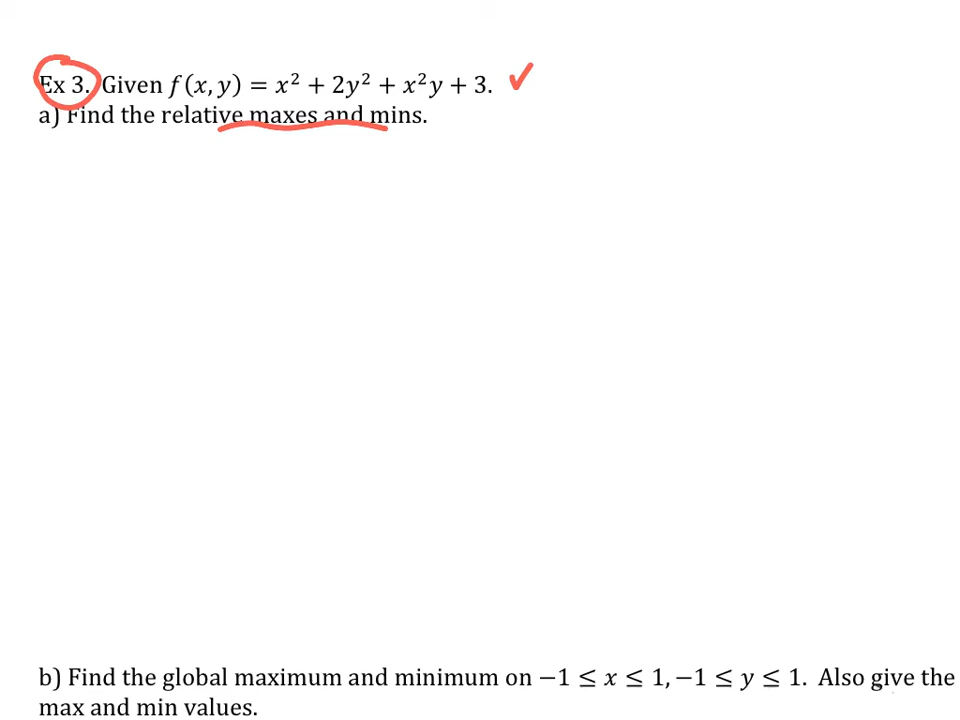 Ex 3. Given f(x, y) = x² + 2y² + x²y + 3.
a) Find the relative maxes and mins.
b) Find the global maximum and minimum on −1 ≤ x ≤ 1, −1 ≤ y ≤ 1. Also give the
max and min values.